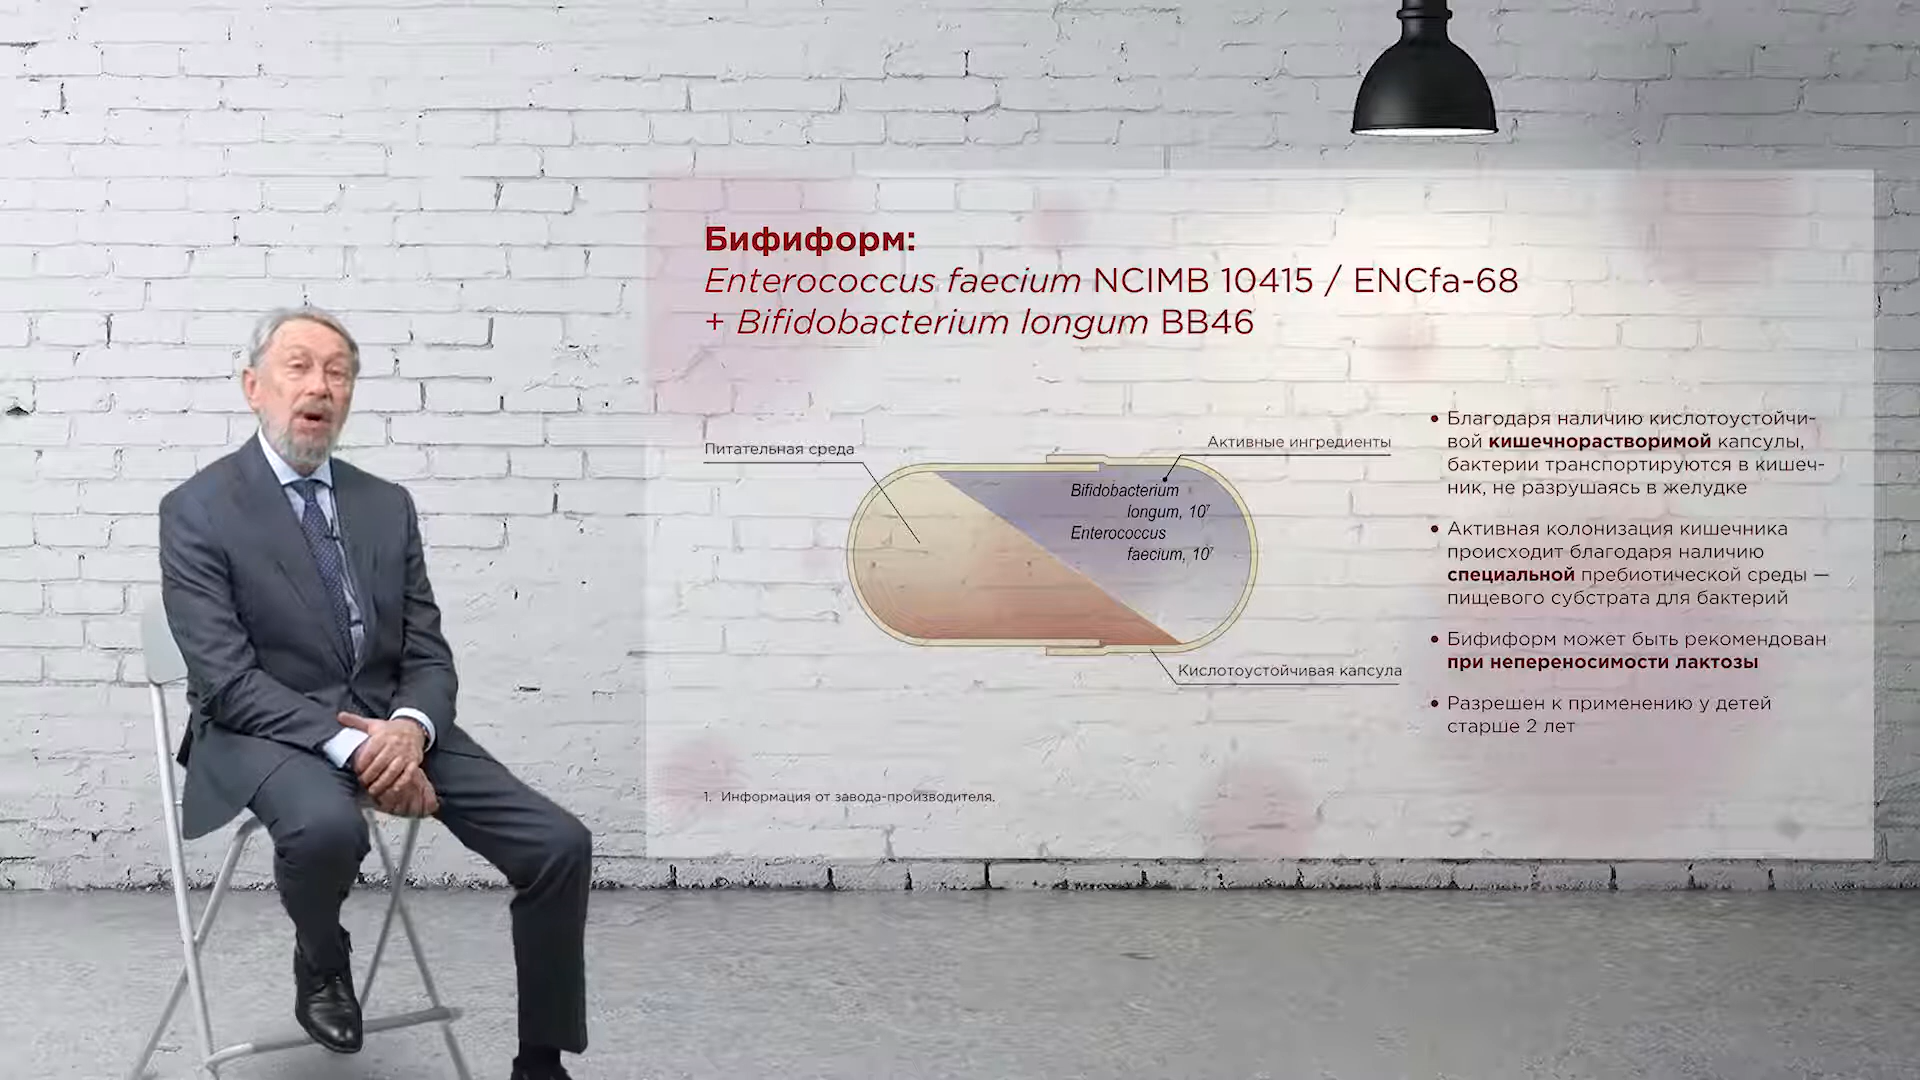 Бифиформ:
Enterococcus faecium NCIMB 10415 / ENCfa-68
+ Bifidobacterium longum BB46
Питательная среда
Активные ингредиенты
Bifidobacterium
longum, 10⁷
Enterococcus
faecium, 10⁷
Кислотоустойчивая капсула
• Благодаря наличию кислотоустойчи-
вой кишечнорастворимой капсулы,
бактерии транспортируются в кишеч-
ник, не разрушаясь в желудке
• Активная колонизация кишечника
происходит благодаря наличию
специальной пребиотической среды —
пищевого субстрата для бактерий
• Бифиформ может быть рекомендован
при непереносимости лактозы
• Разрешен к применению у детей
старше 2 лет
1. Информация от завода-производителя.